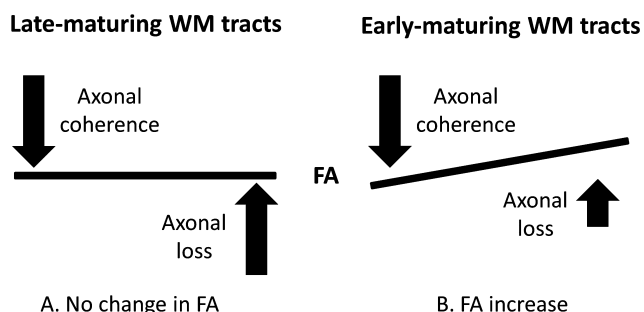 Late-maturing WM tracts
Early-maturing WM tracts
Axonal
coherence
Axonal
coherence
FA
Axonal
loss
Axonal
loss
A. No change in FA
B. FA increase